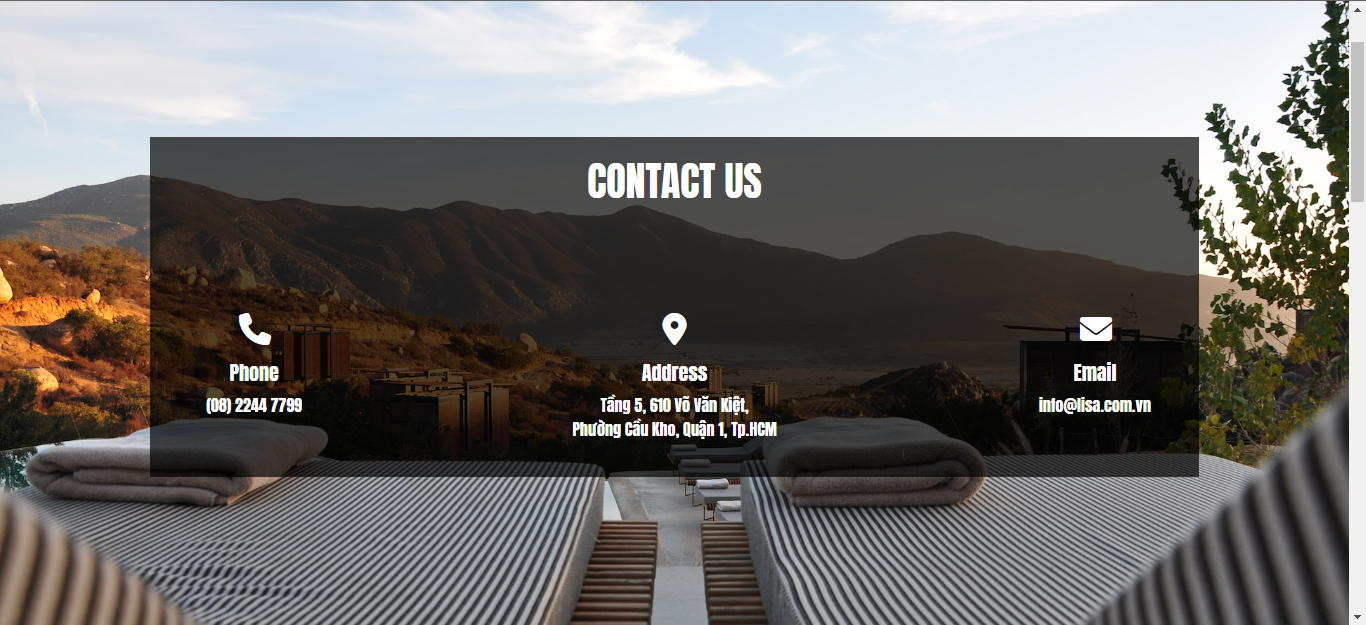 CONTACT US
Phone
(08) 2244 7799
Address
Tầng 5, 610 Võ Văn Kiệt,
Phường Cầu Kho, Quận 1, Tp.HCM
Email
info@lisa.com.vn